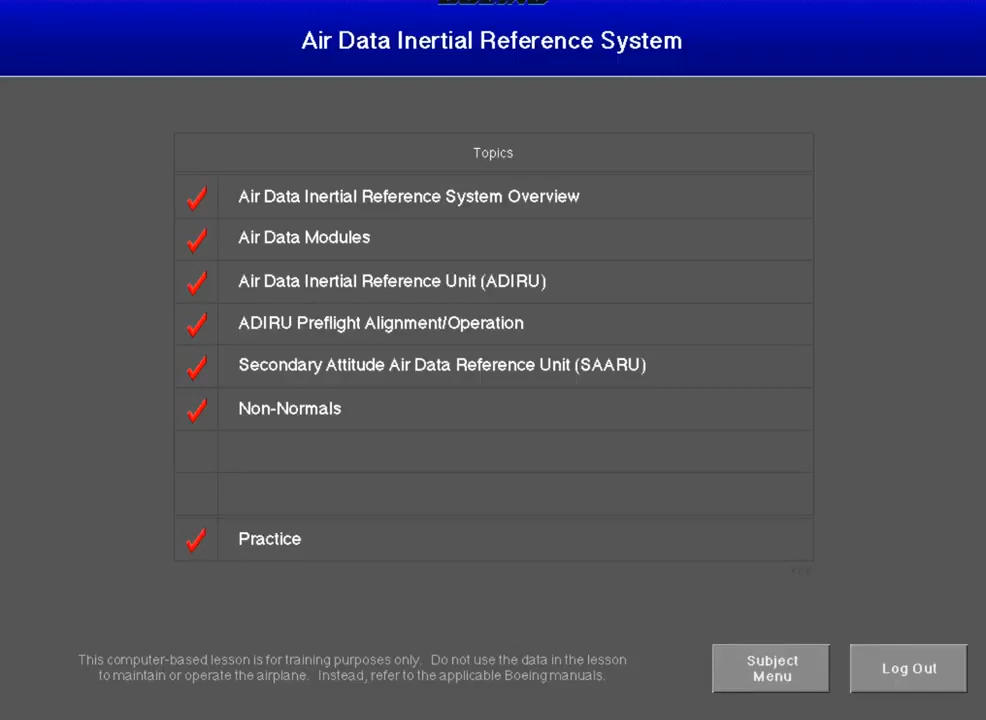 Air Data Inertial Reference System
Topics
Air Data Inertial Reference System Overview
Air Data Modules
Air Data Inertial Reference Unit (ADIRU)
ADIRU Preflight Alignment/Operation
Secondary Attitude Air Data Reference Unit (SAARU)
Non-Normals
Practice
This computer-based lesson is for training purposes only. Do not use the data in the lesson
to maintain or operate the airplane. Instead, refer to the applicable Boeing manuals.
Subject
Menu
Log Out